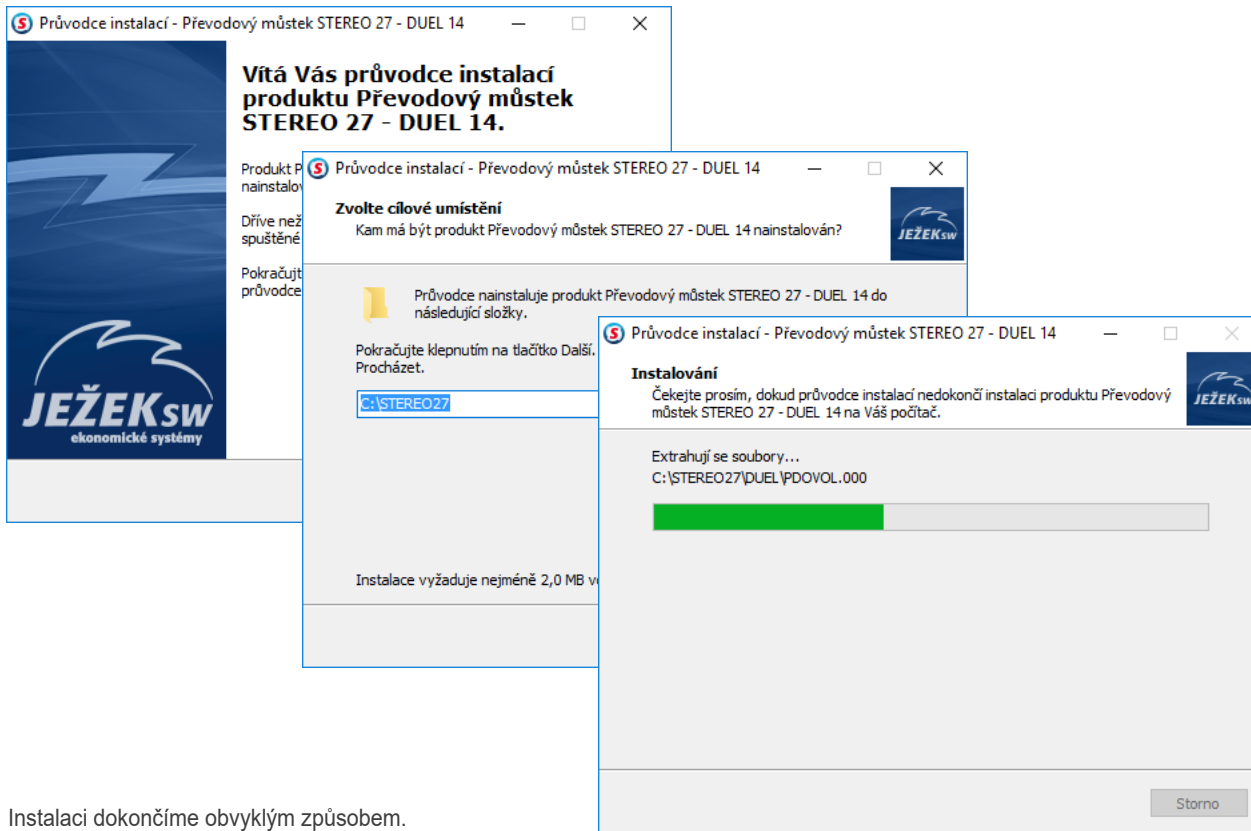 Průvodce instalací - Převodový můstek STEREO 27 - DUEL 14
Vítá Vás průvodce instalací
produktu Převodový můstek
STEREO 27 - DUEL 14.
Produkt
nainstalov
Dříve než
spuštěné
Pokračujt
průvodce
JEŽEKsw
ekonomické systémy
Průvodce instalací - Převodový můstek STEREO 27 - DUEL 14
Zvolte cílové umístění
Kam má být produkt Převodový můstek STEREO 27 - DUEL 14 nainstalován?
JEŽEKsw
Průvodce nainstaluje produkt Převodový můstek STEREO 27 - DUEL 14 do
následující složky.
Pokračujte klepnutím na tlačítko Další.
Procházet.
C:\STEREO27
Instalace vyžaduje nejméně 2,0 MB
Průvodce instalací - Převodový můstek STEREO 27 - DUEL 14
Instalování
Čekejte prosím, dokud průvodce instalací nedokončí instalaci produktu Převodový
můstek STEREO 27 - DUEL 14 na Váš počítač.
JEŽEKsw
Extrahují se soubory...
C:\STEREO27\DUEL\PDOVOL.000
Storno
Instalaci dokončíme obvyklým způsobem.